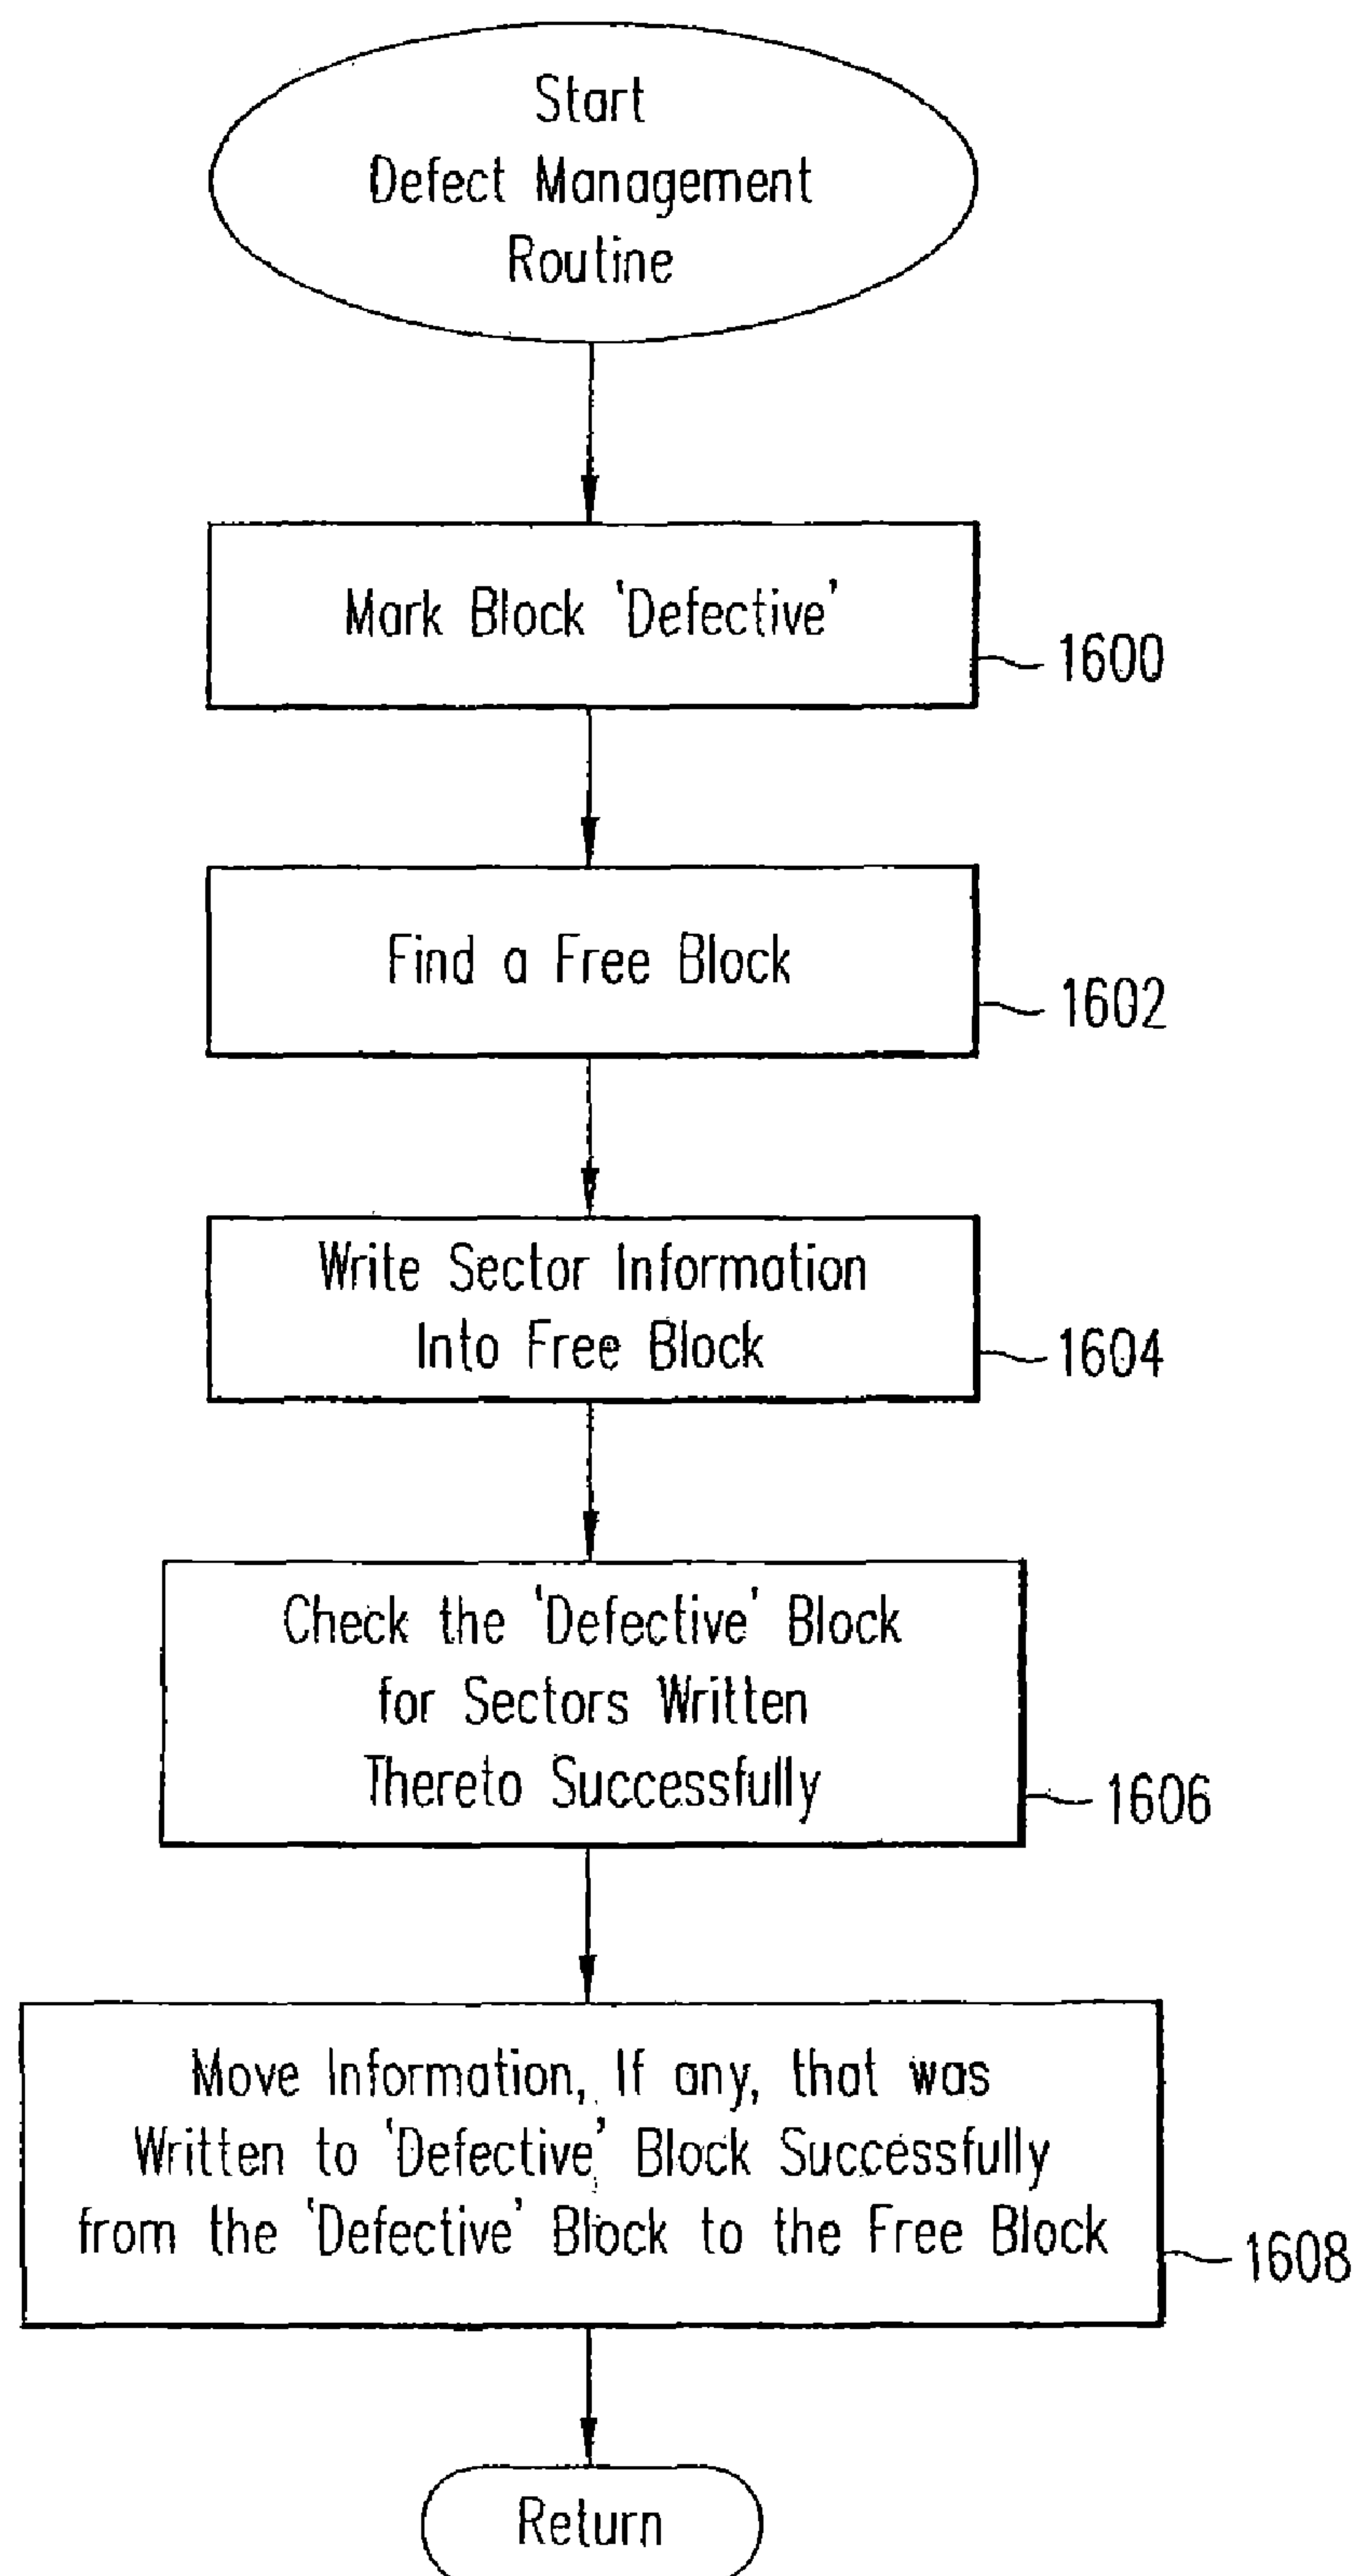 Start
Defect Management
Routine
Mark Block 'Defective'
1600
Find a Free Block
1602
Write Sector Information
Into Free Block
1604
Check the 'Defective' Block
for Sectors Written
Thereto Successfully
1606
Move Information, If any, that was
Written to 'Defective' Block Successfully
from the 'Defective' Block to the Free Block
1608
Return